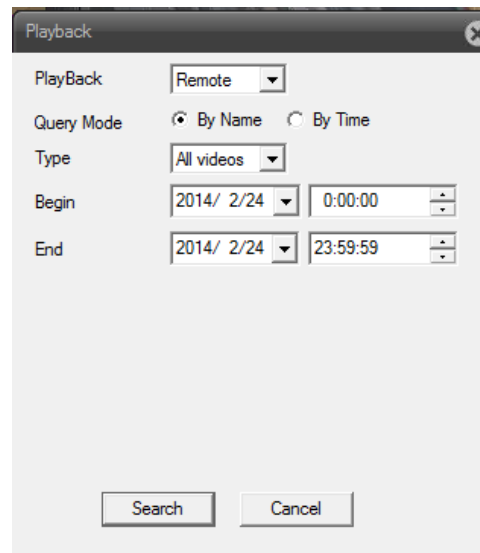 Playback
PlayBack Remote
Query Mode By Name By Time
Type All videos
Begin 2014/ 2/24 0:00:00
End 2014/ 2/24 23:59:59
Search Cancel